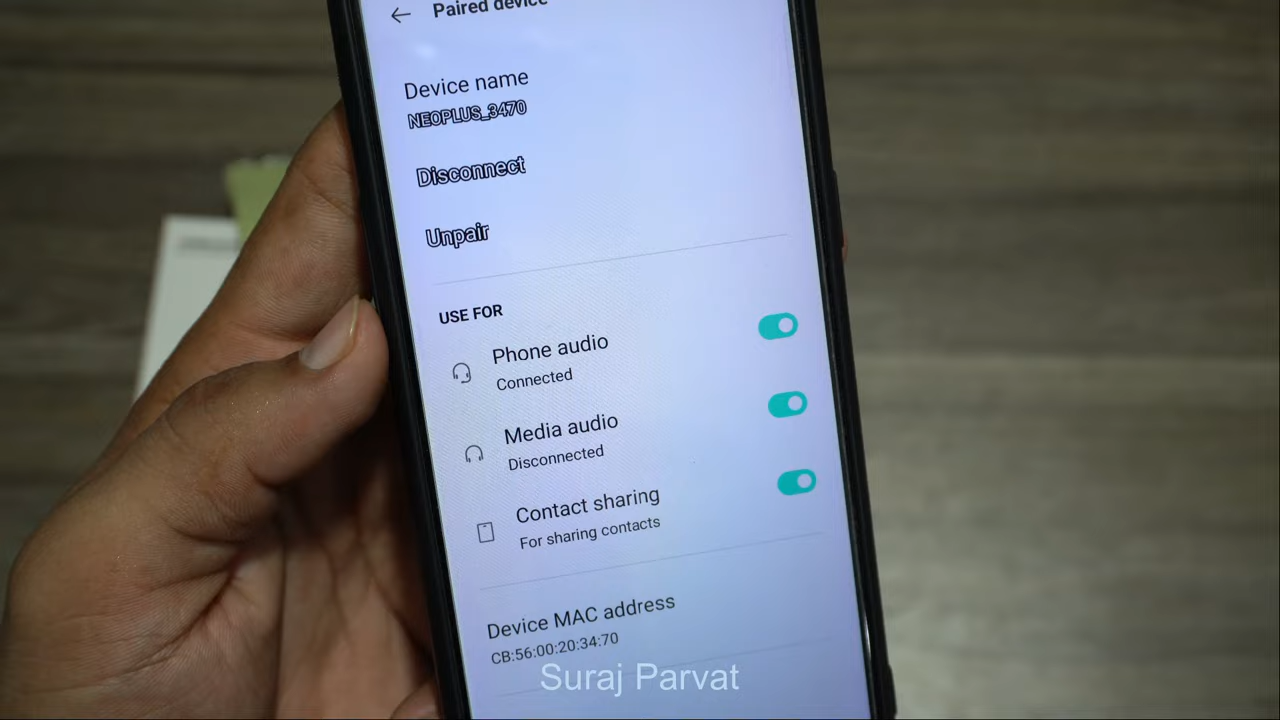 Paired device
Device name
NEOPLUS_3470
Disconnect
Unpair
USE FOR
Phone audio
Connected
Media audio
Disconnected
Contact sharing
For sharing contacts
Device MAC address
CB:56:00:20:34:70
Suraj Parvat